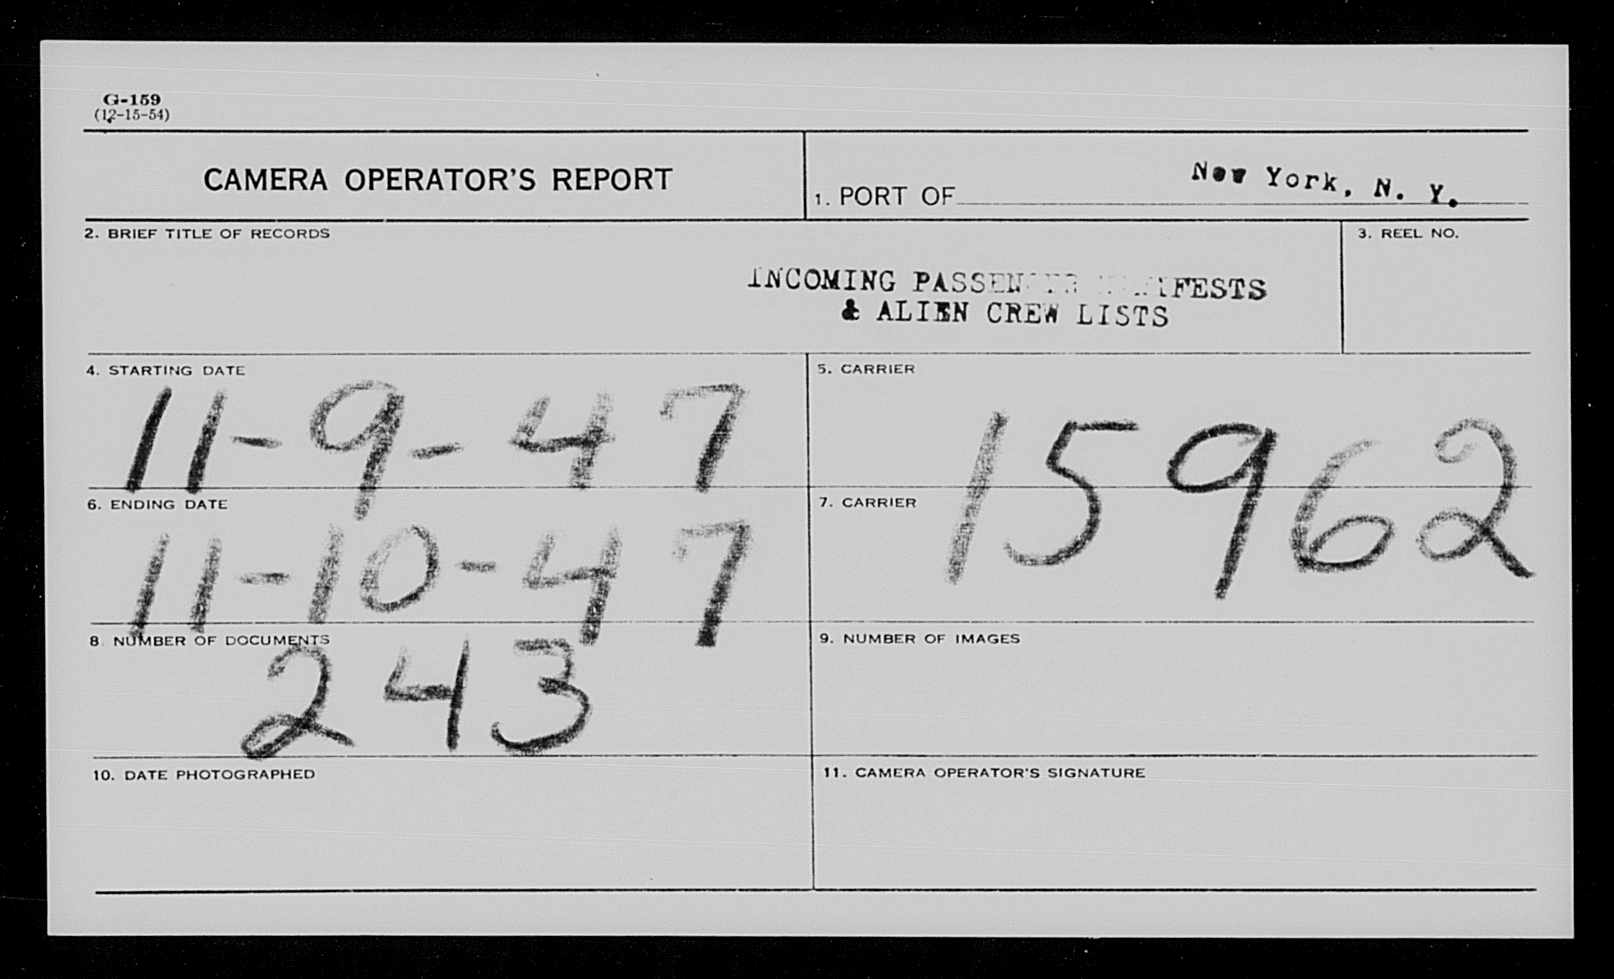 G-159
(12-15-54)
CAMERA OPERATOR'S REPORT
1. PORT OF New York, N. Y.
2. BRIEF TITLE OF RECORDS
3. REEL NO.
INCOMING PASSENGER MANIFESTS
& ALIEN CREW LISTS
4. STARTING DATE
11-9-47
5. CARRIER
15962
6. ENDING DATE
11-10-47
7. CARRIER
8. NUMBER OF DOCUMENTS
243
9. NUMBER OF IMAGES
10. DATE PHOTOGRAPHED
11. CAMERA OPERATOR'S SIGNATURE